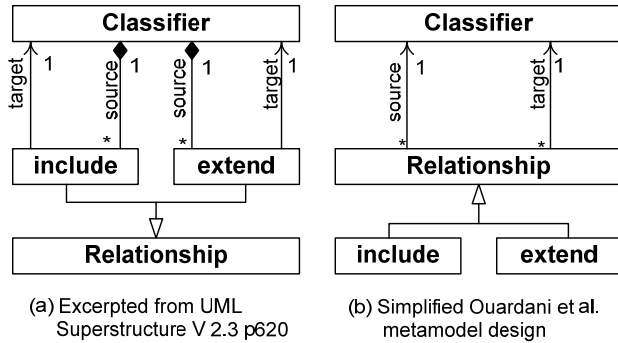 Classifier
target
1
source
1
*
source
1
*
target
1
include
extend
Relationship
(a) Excerpted from UML
Superstructure V 2.3 p620
Classifier
source
1
*
target
1
*
Relationship
include
extend
(b) Simplified Ouardani et al.
metamodel design